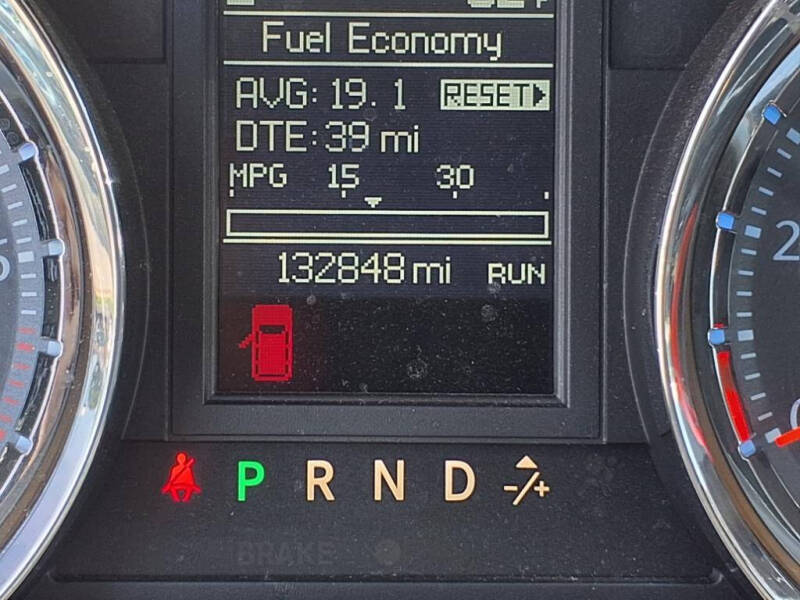 Fuel Economy
AVG: 19.1 RESET
DTE: 39 mi
MPG 15 30
132848 mi RUN
P R N D -/+
BRAKE